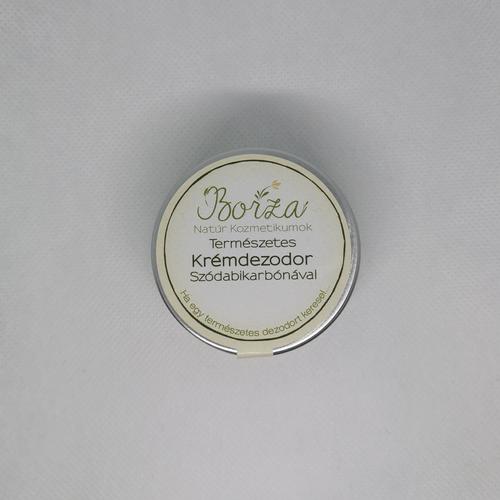 Borza
Natúr Kozmetikumok
Természetes
Krémdezodor
Szódabikarbónával
Ha egy természetes dezodort keresel...